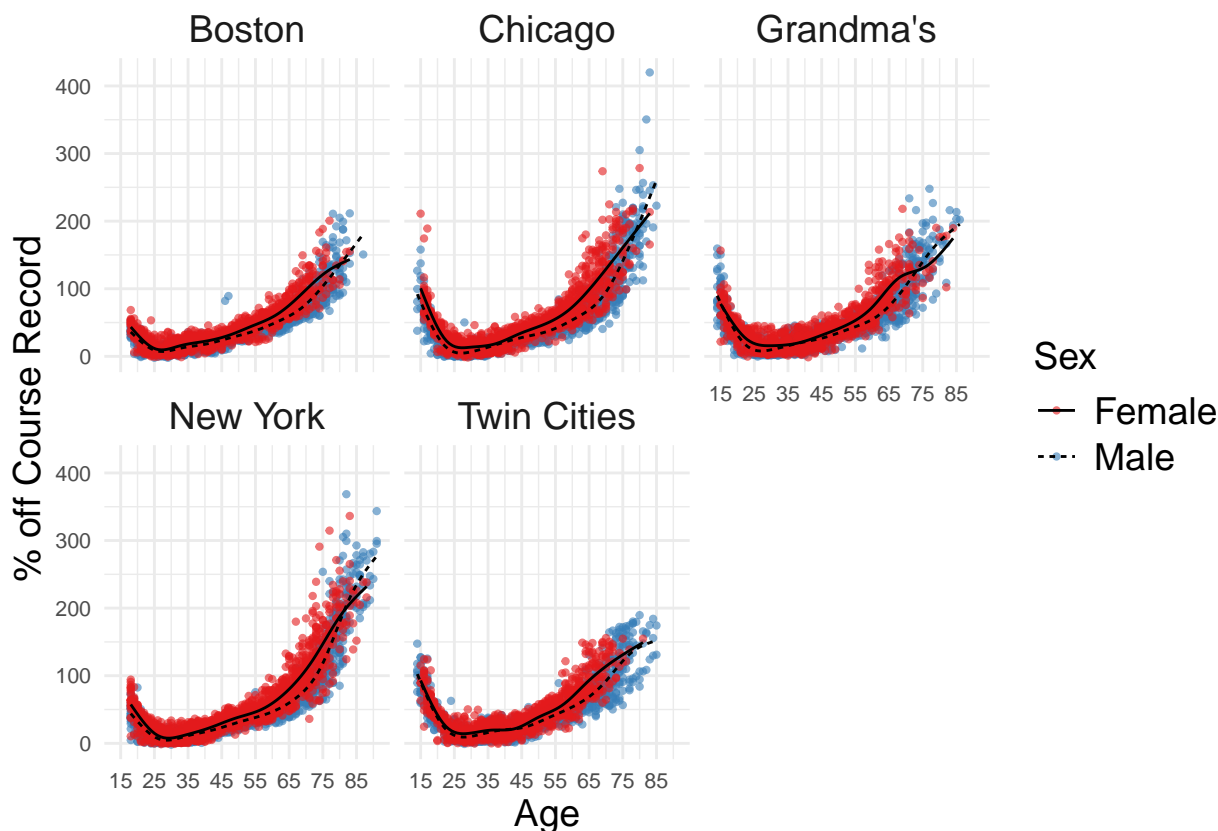 Boston Chicago Grandma's
400
300
200
100
0
15 25 35 45 55 65 75 85
New York Twin Cities
400
300
200
100
0
15 25 35 45 55 65 75 85 15 25 35 45 55 65 75 85
% off Course Record
Age
Sex
Female
Male